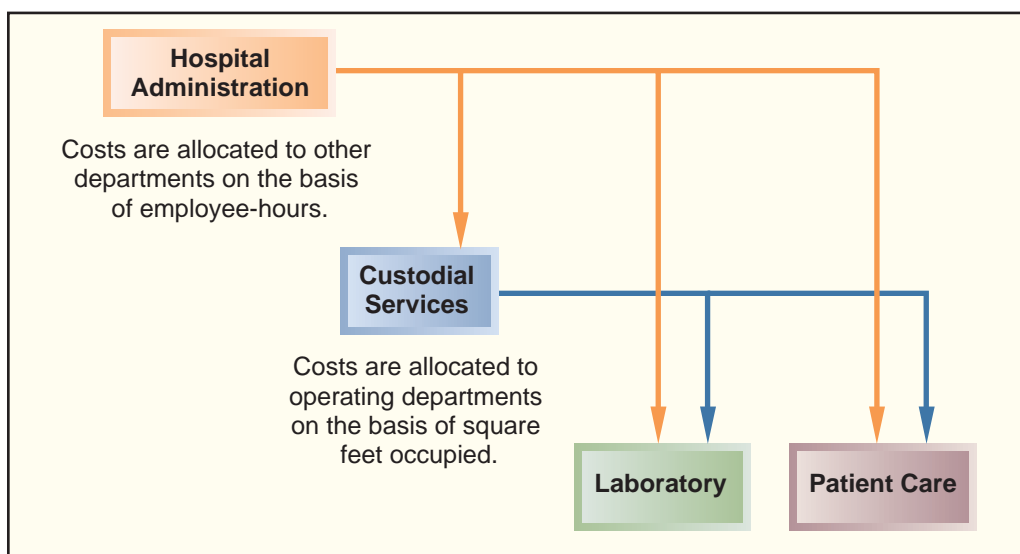 Hospital
Administration
Costs are allocated to other
departments on the basis
of employee-hours.
Custodial
Services
Costs are allocated to
operating departments
on the basis of square
feet occupied.
Laboratory
Patient Care